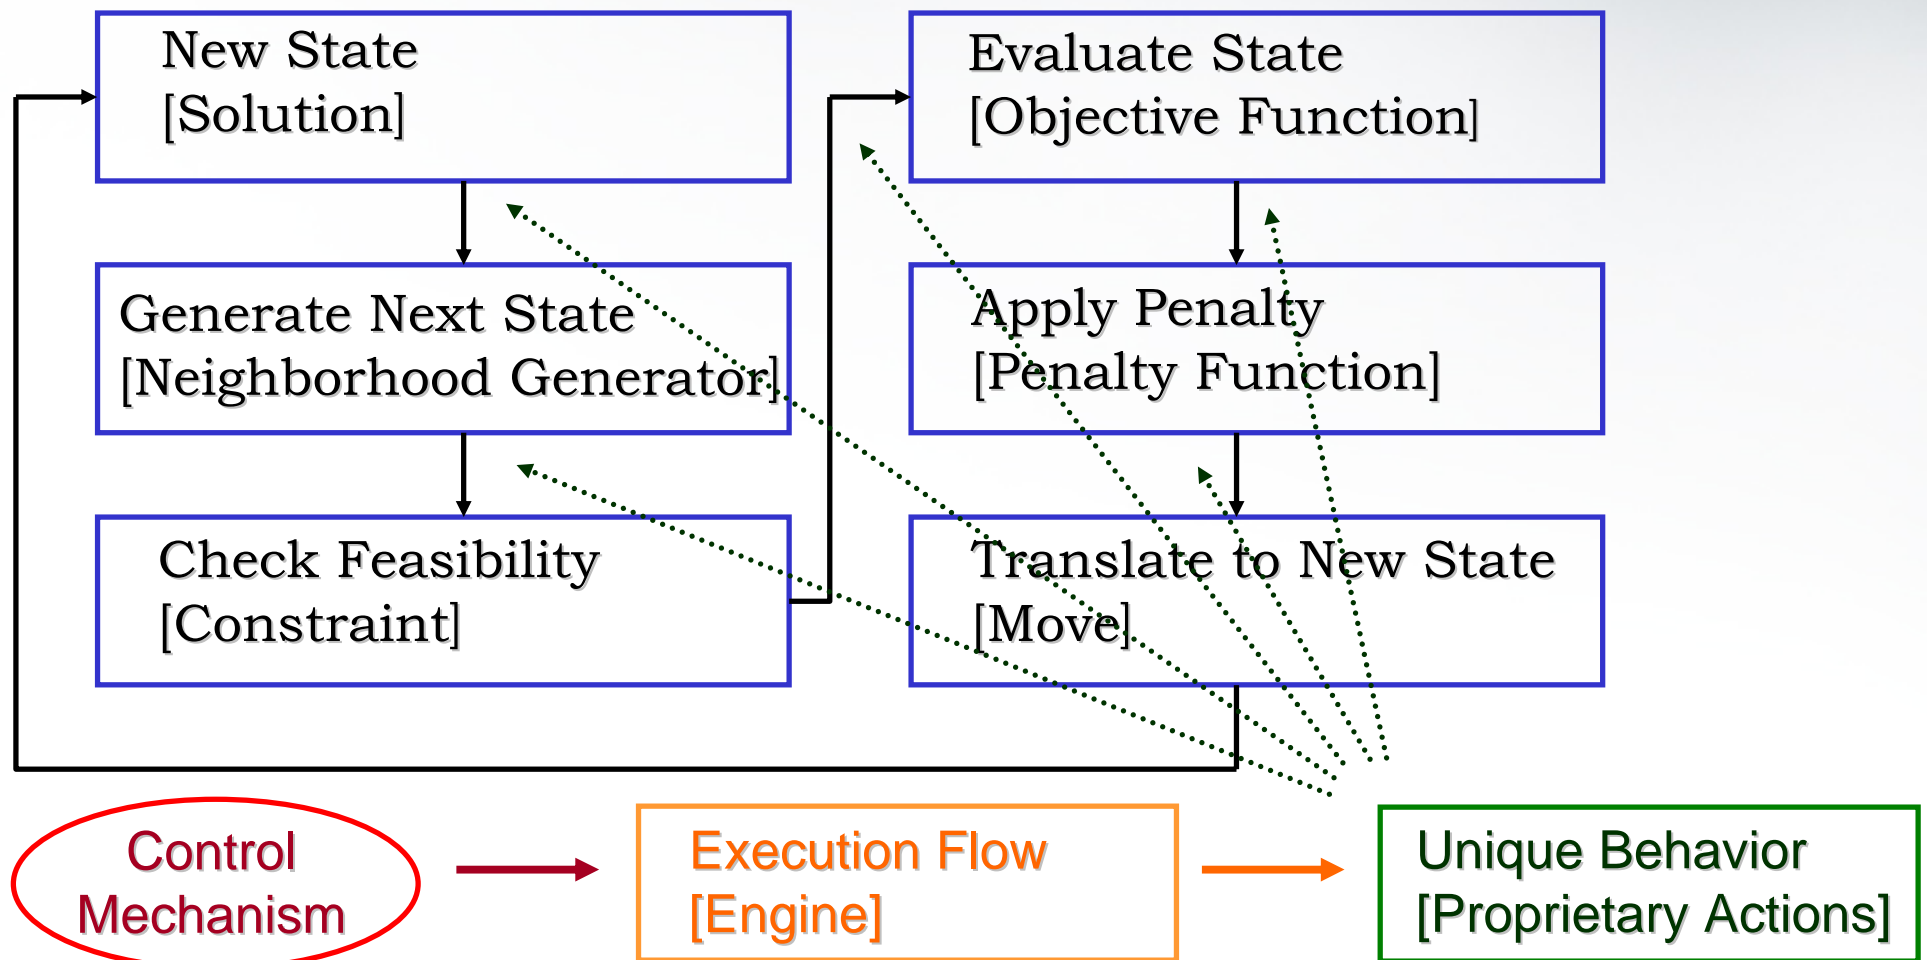 New State
[Solution]
Generate Next State
[Neighborhood Generator]
Check Feasibility
[Constraint]
Evaluate State
[Objective Function]
Apply Penalty
[Penalty Function]
Translate to New State
[Move]
Control
Mechanism
Execution Flow
[Engine]
Unique Behavior
[Proprietary Actions]